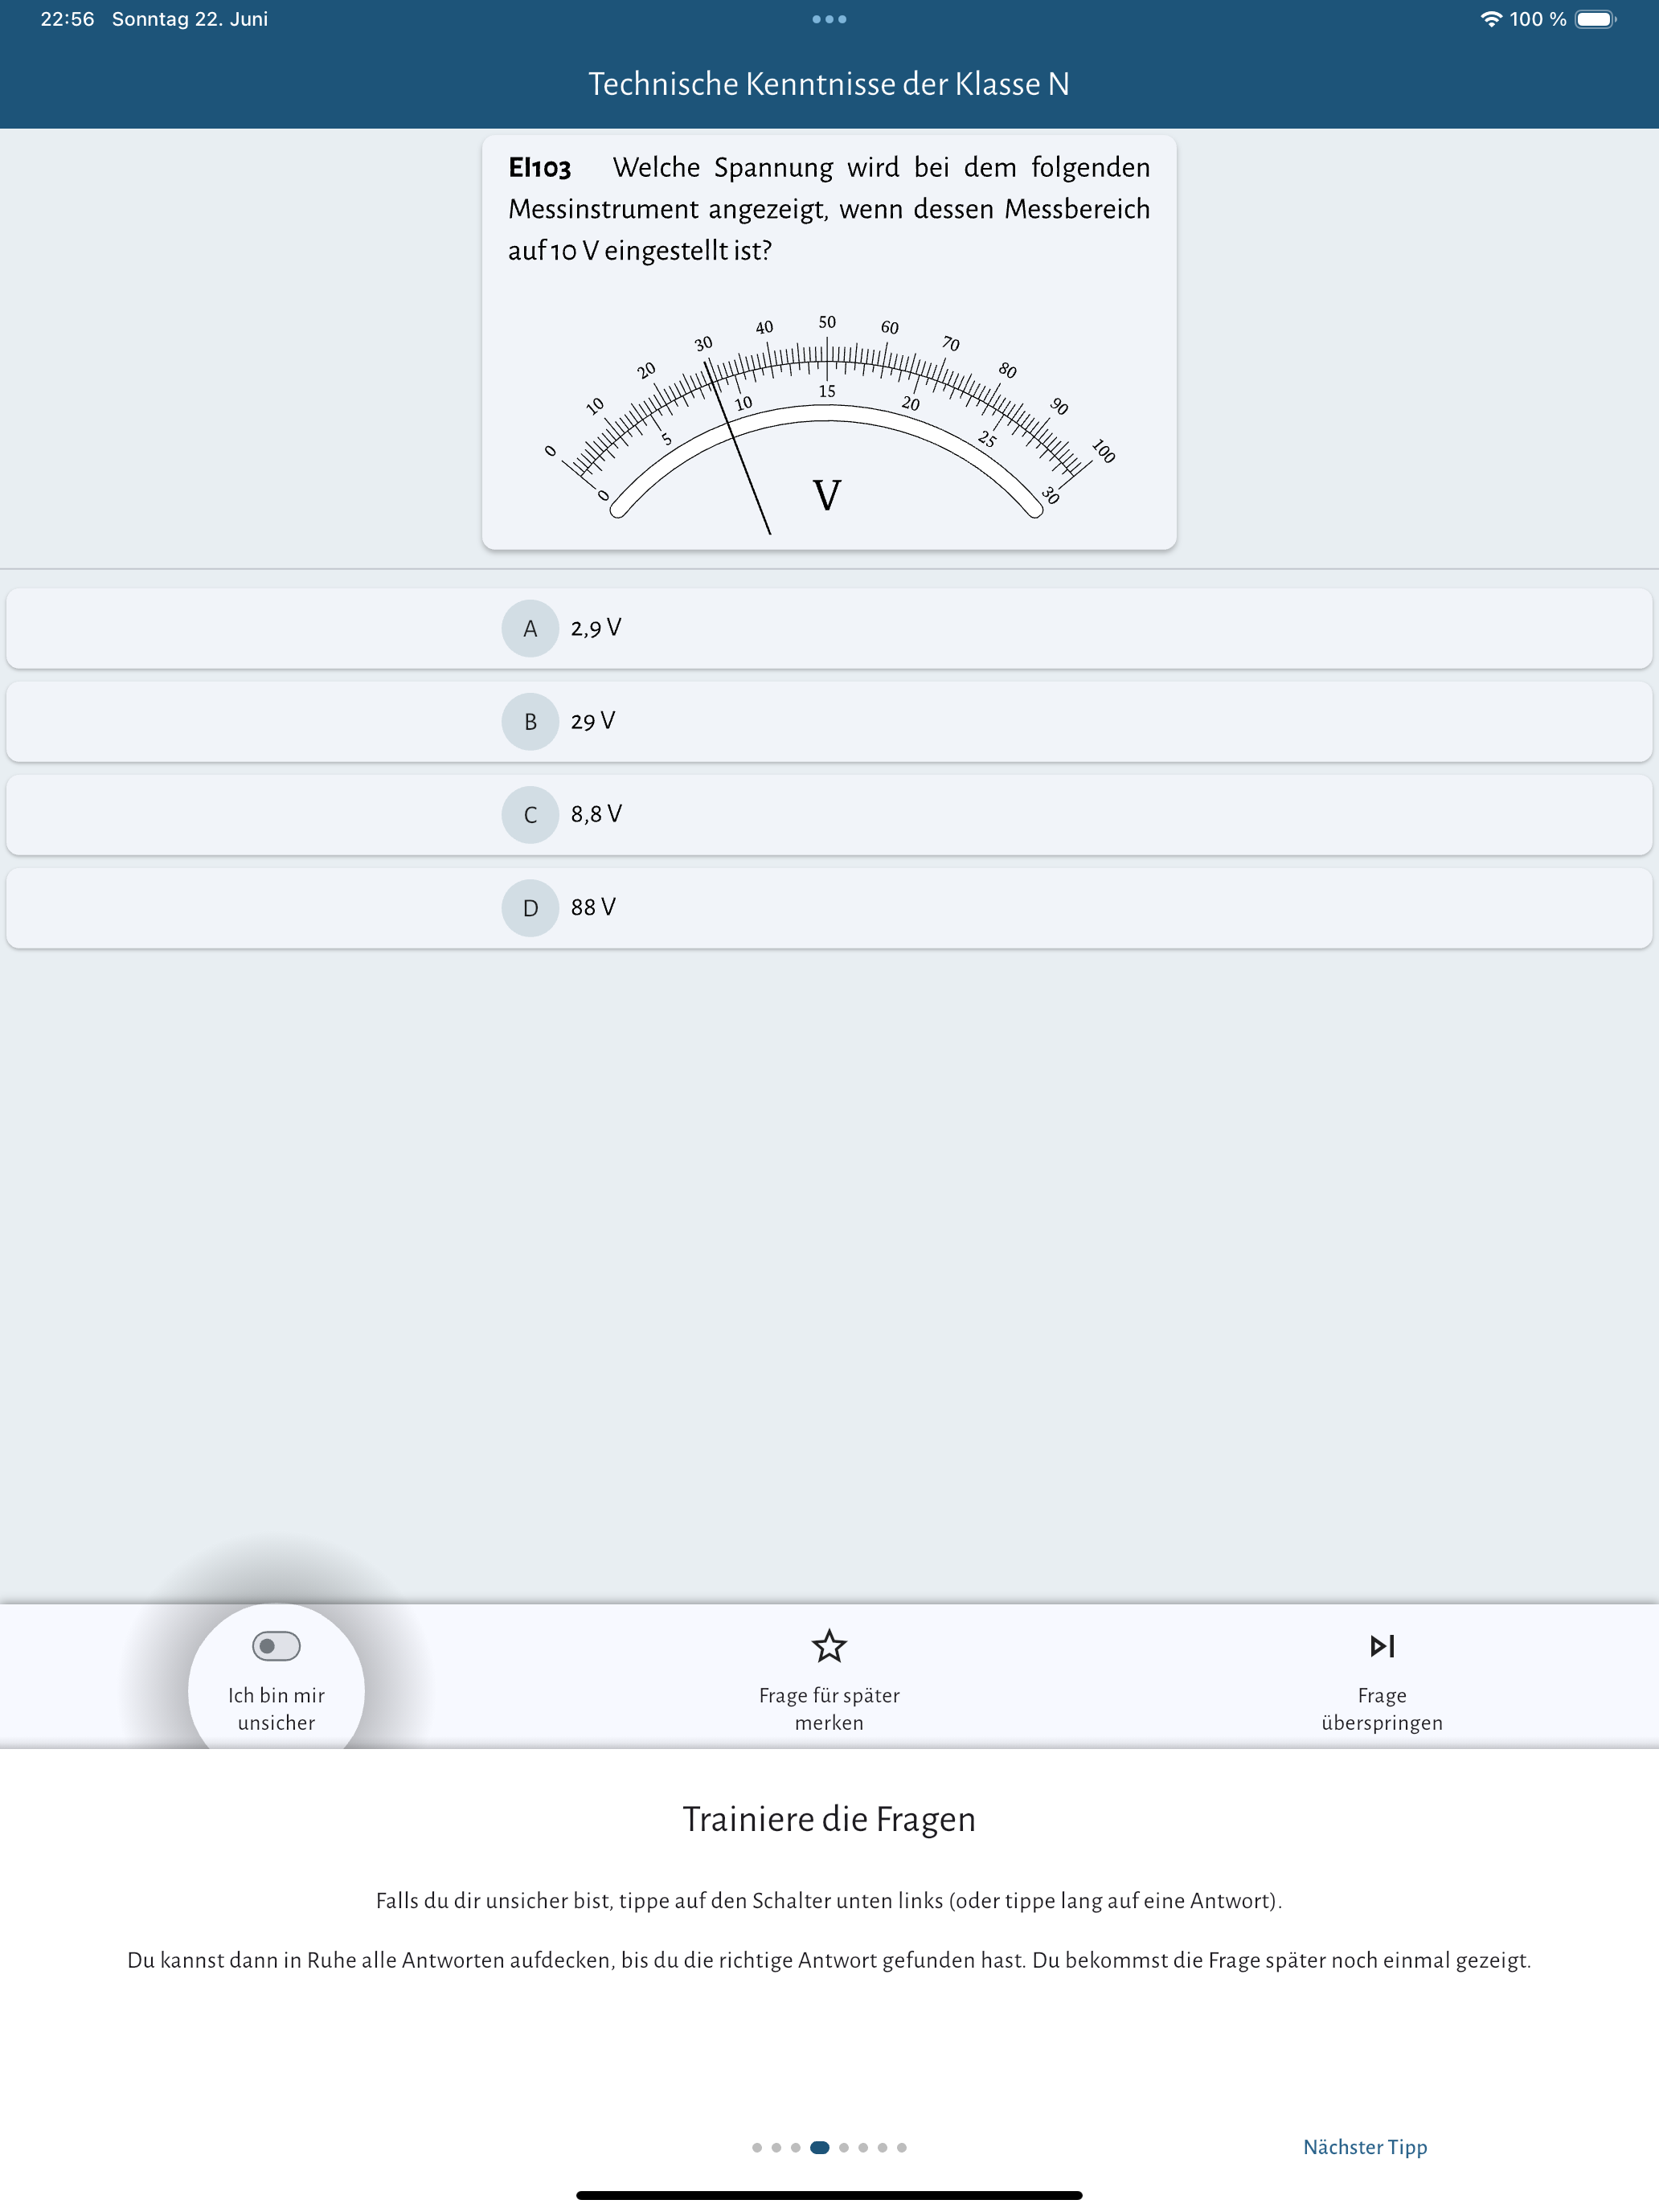 22:56 Sonntag 22. Juni
100 %
Technische Kenntnisse der Klasse N
EI103 Welche Spannung wird bei dem folgenden
Messinstrument angezeigt, wenn dessen Messbereich
auf 10 V eingestellt ist?
0 10 20 30 40 50 60 70 80 90 100
0 5 10 15 20 25 30
V
A 2,9 V
B 29 V
C 8,8 V
D 88 V
Ich bin mir
unsicher
Frage für später
merken
Frage
überspringen
Trainiere die Fragen
Falls du dir unsicher bist, tippe auf den Schalter unten links (oder tippe lang auf eine Antwort).
Du kannst dann in Ruhe alle Antworten aufdecken, bis du die richtige Antwort gefunden hast. Du bekommst die Frage später noch einmal gezeigt.
Nächster Tipp